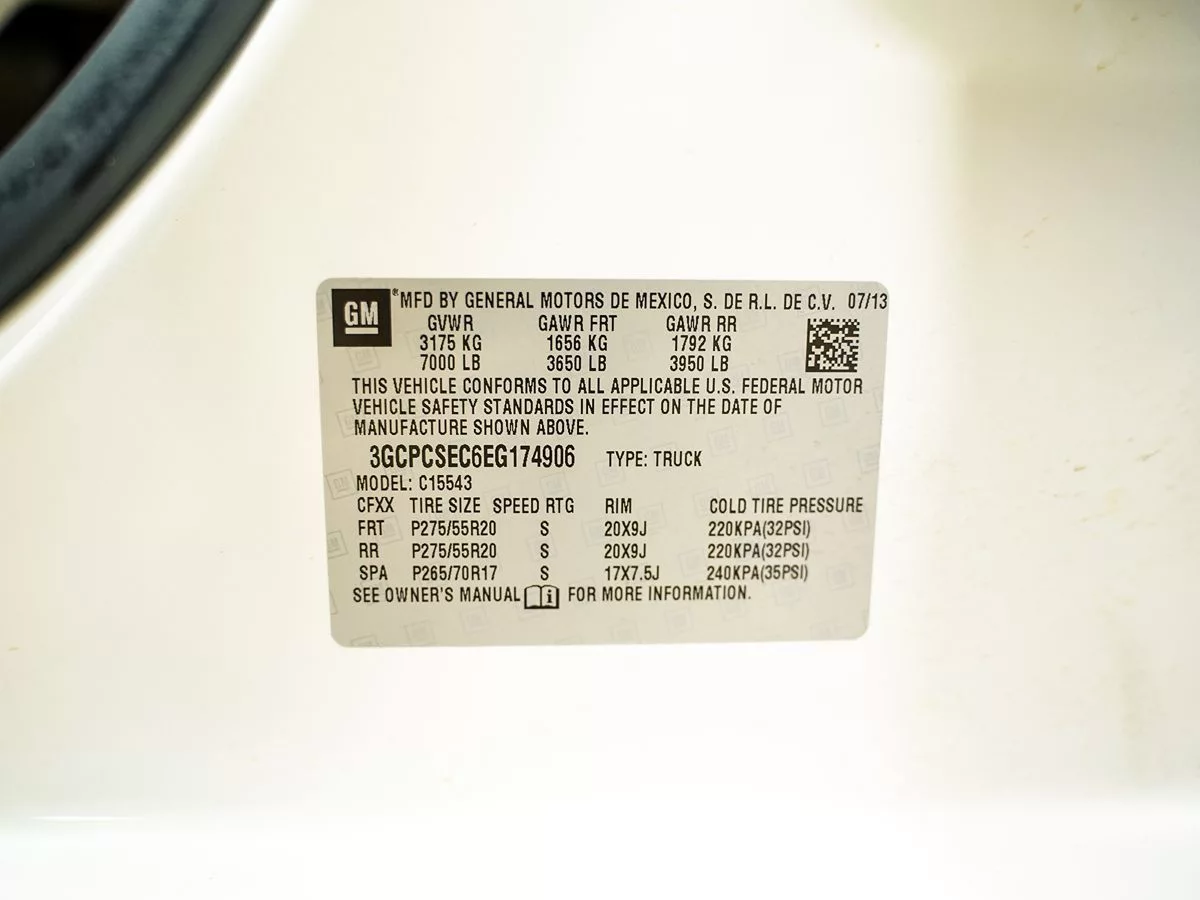 GM ®MFD BY GENERAL MOTORS DE MEXICO, S. DE R.L. DE C.V. 07/13
GVWR GAWR FRT GAWR RR
3175 KG 1656 KG 1792 KG
7000 LB 3650 LB 3950 LB
THIS VEHICLE CONFORMS TO ALL APPLICABLE U.S. FEDERAL MOTOR
VEHICLE SAFETY STANDARDS IN EFFECT ON THE DATE OF
MANUFACTURE SHOWN ABOVE.
3GCPCSEC6EG174906 TYPE: TRUCK
MODEL: C15543
CFXX TIRE SIZE SPEED RTG RIM COLD TIRE PRESSURE
FRT P275/55R20 S 20X9J 220KPA(32PSI)
RR P275/55R20 S 20X9J 220KPA(32PSI)
SPA P265/70R17 S 17X7.5J 240KPA(35PSI)
SEE OWNER'S MANUAL i FOR MORE INFORMATION.